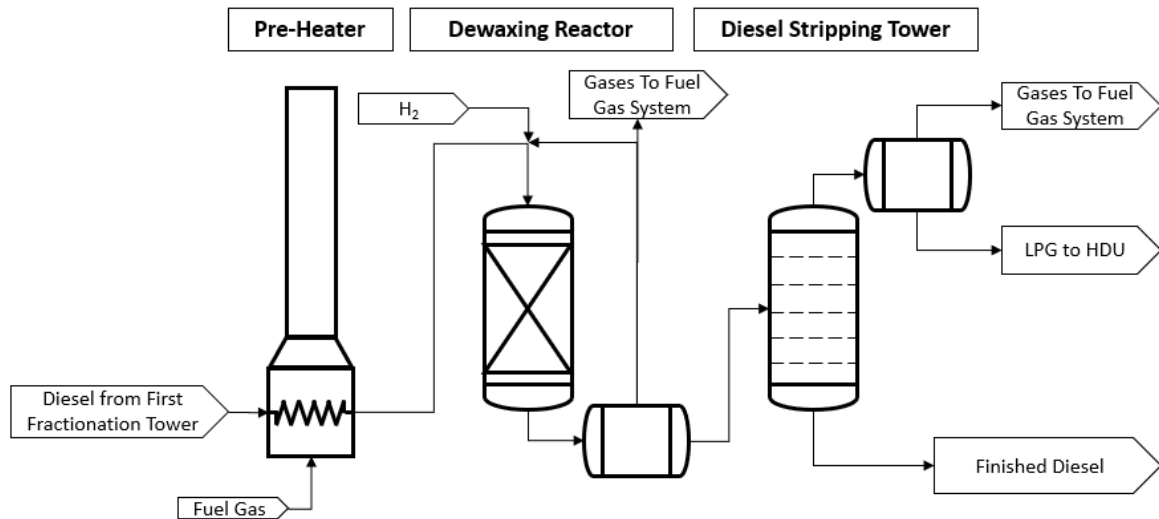 Pre-Heater
Dewaxing Reactor
Diesel Stripping Tower
H₂
Gases To Fuel
Gas System
Gases To Fuel
Gas System
LPG to HDU
Diesel from First
Fractionation Tower
Finished Diesel
Fuel Gas